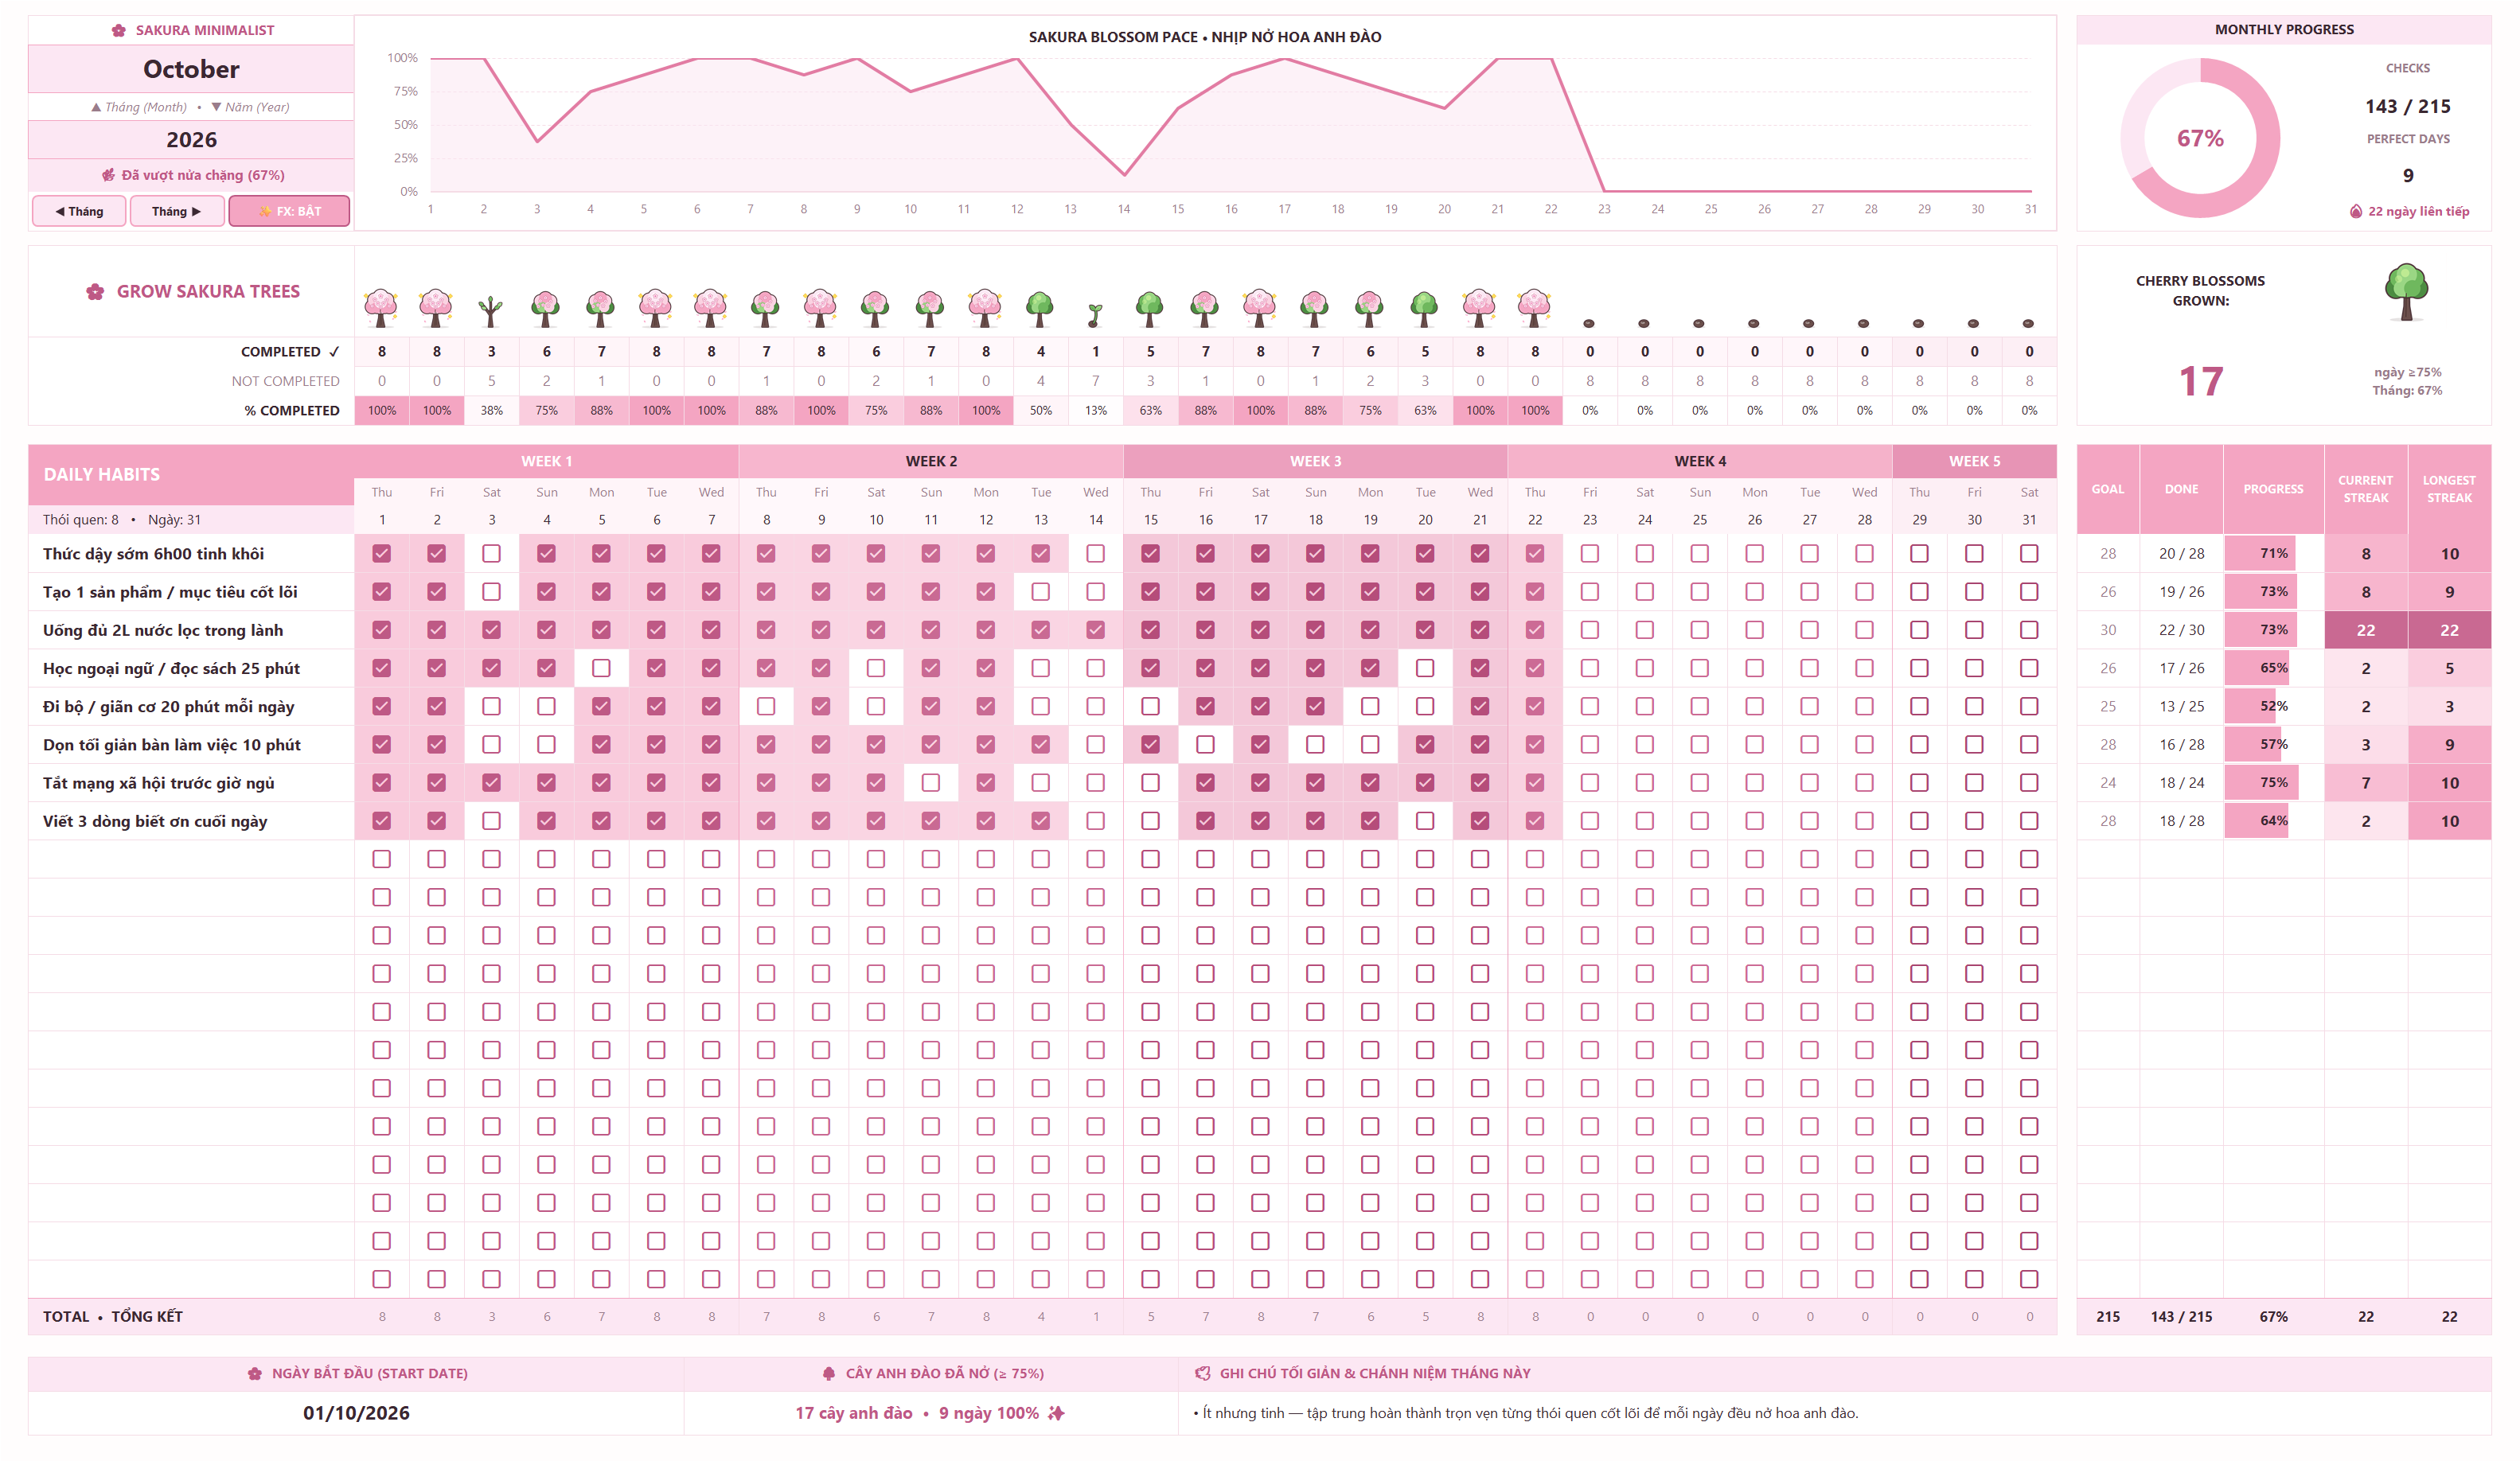 SAKURA MINIMALIST
October
▲ Tháng (Month) • ▼ Năm (Year)
2026
Đã vượt nửa chặng (67%)
◀ Tháng Tháng ▶ FX: BẬT
SAKURA BLOSSOM PACE • NHỊP NỞ HOA ANH ĐÀO
100%
75%
50%
25%
0%
1 2 3 4 5 6 7 8 9 10 11 12 13 14 15 16 17 18 19 20 21 22 23 24 25 26 27 28 29 30 31
MONTHLY PROGRESS
67%
CHECKS
143 / 215
PERFECT DAYS
9
22 ngày liên tiếp
GROW SAKURA TREES
COMPLETED ✓ 8 8 3 6 7 8 8 7 8 6 7 8 4 1 5 7 8 7 6 5 8 8 0 0 0 0 0 0 0 0 0
NOT COMPLETED 0 0 5 2 1 0 0 1 0 2 1 0 4 7 3 1 0 1 2 3 0 0 8 8 8 8 8 8 8 8 8
% COMPLETED 100% 100% 38% 75% 88% 100% 100% 88% 100% 75% 88% 100% 50% 13% 63% 88% 100% 88% 75% 63% 100% 100% 0% 0% 0% 0% 0% 0% 0% 0% 0%
CHERRY BLOSSOMS
GROWN:
17
ngày ≥75%
Tháng: 67%
DAILY HABITS WEEK 1 WEEK 2 WEEK 3 WEEK 4 WEEK 5
Thu Fri Sat Sun Mon Tue Wed Thu Fri Sat Sun Mon Tue Wed Thu Fri Sat Sun Mon Tue Wed Thu Fri Sat Sun Mon Tue Wed Thu Fri Sat
Thói quen: 8 • Ngày: 31 1 2 3 4 5 6 7 8 9 10 11 12 13 14 15 16 17 18 19 20 21 22 23 24 25 26 27 28 29 30 31
GOAL DONE PROGRESS CURRENT STREAK LONGEST STREAK
Thức dậy sớm 6h00 tinh khôi 28 20 / 28 71% 8 10
Tạo 1 sản phẩm / mục tiêu cốt lõi 26 19 / 26 73% 8 9
Uống đủ 2L nước lọc trong lành 30 22 / 30 73% 22 22
Học ngoại ngữ / đọc sách 25 phút 26 17 / 26 65% 2 5
Đi bộ / giãn cơ 20 phút mỗi ngày 25 13 / 25 52% 2 3
Dọn tối giản bàn làm việc 10 phút 28 16 / 28 57% 3 9
Tắt mạng xã hội trước giờ ngủ 24 18 / 24 75% 7 10
Viết 3 dòng biết ơn cuối ngày 28 18 / 28 64% 2 10
TOTAL • TỔNG KẾT 8 8 3 6 7 8 8 7 8 6 7 8 4 1 5 7 8 7 6 5 8 8 0 0 0 0 0 0 0 0 0 215 143 / 215 67% 22 22
NGÀY BẮT ĐẦU (START DATE)
01/10/2026
CÂY ANH ĐÀO ĐÃ NỞ (≥ 75%)
17 cây anh đào • 9 ngày 100%
GHI CHÚ TỐI GIẢN & CHÁNH NIỆM THÁNG NÀY
• Ít nhưng tinh — tập trung hoàn thành trọn vẹn từng thói quen cốt lõi để mỗi ngày đều nở hoa anh đào.